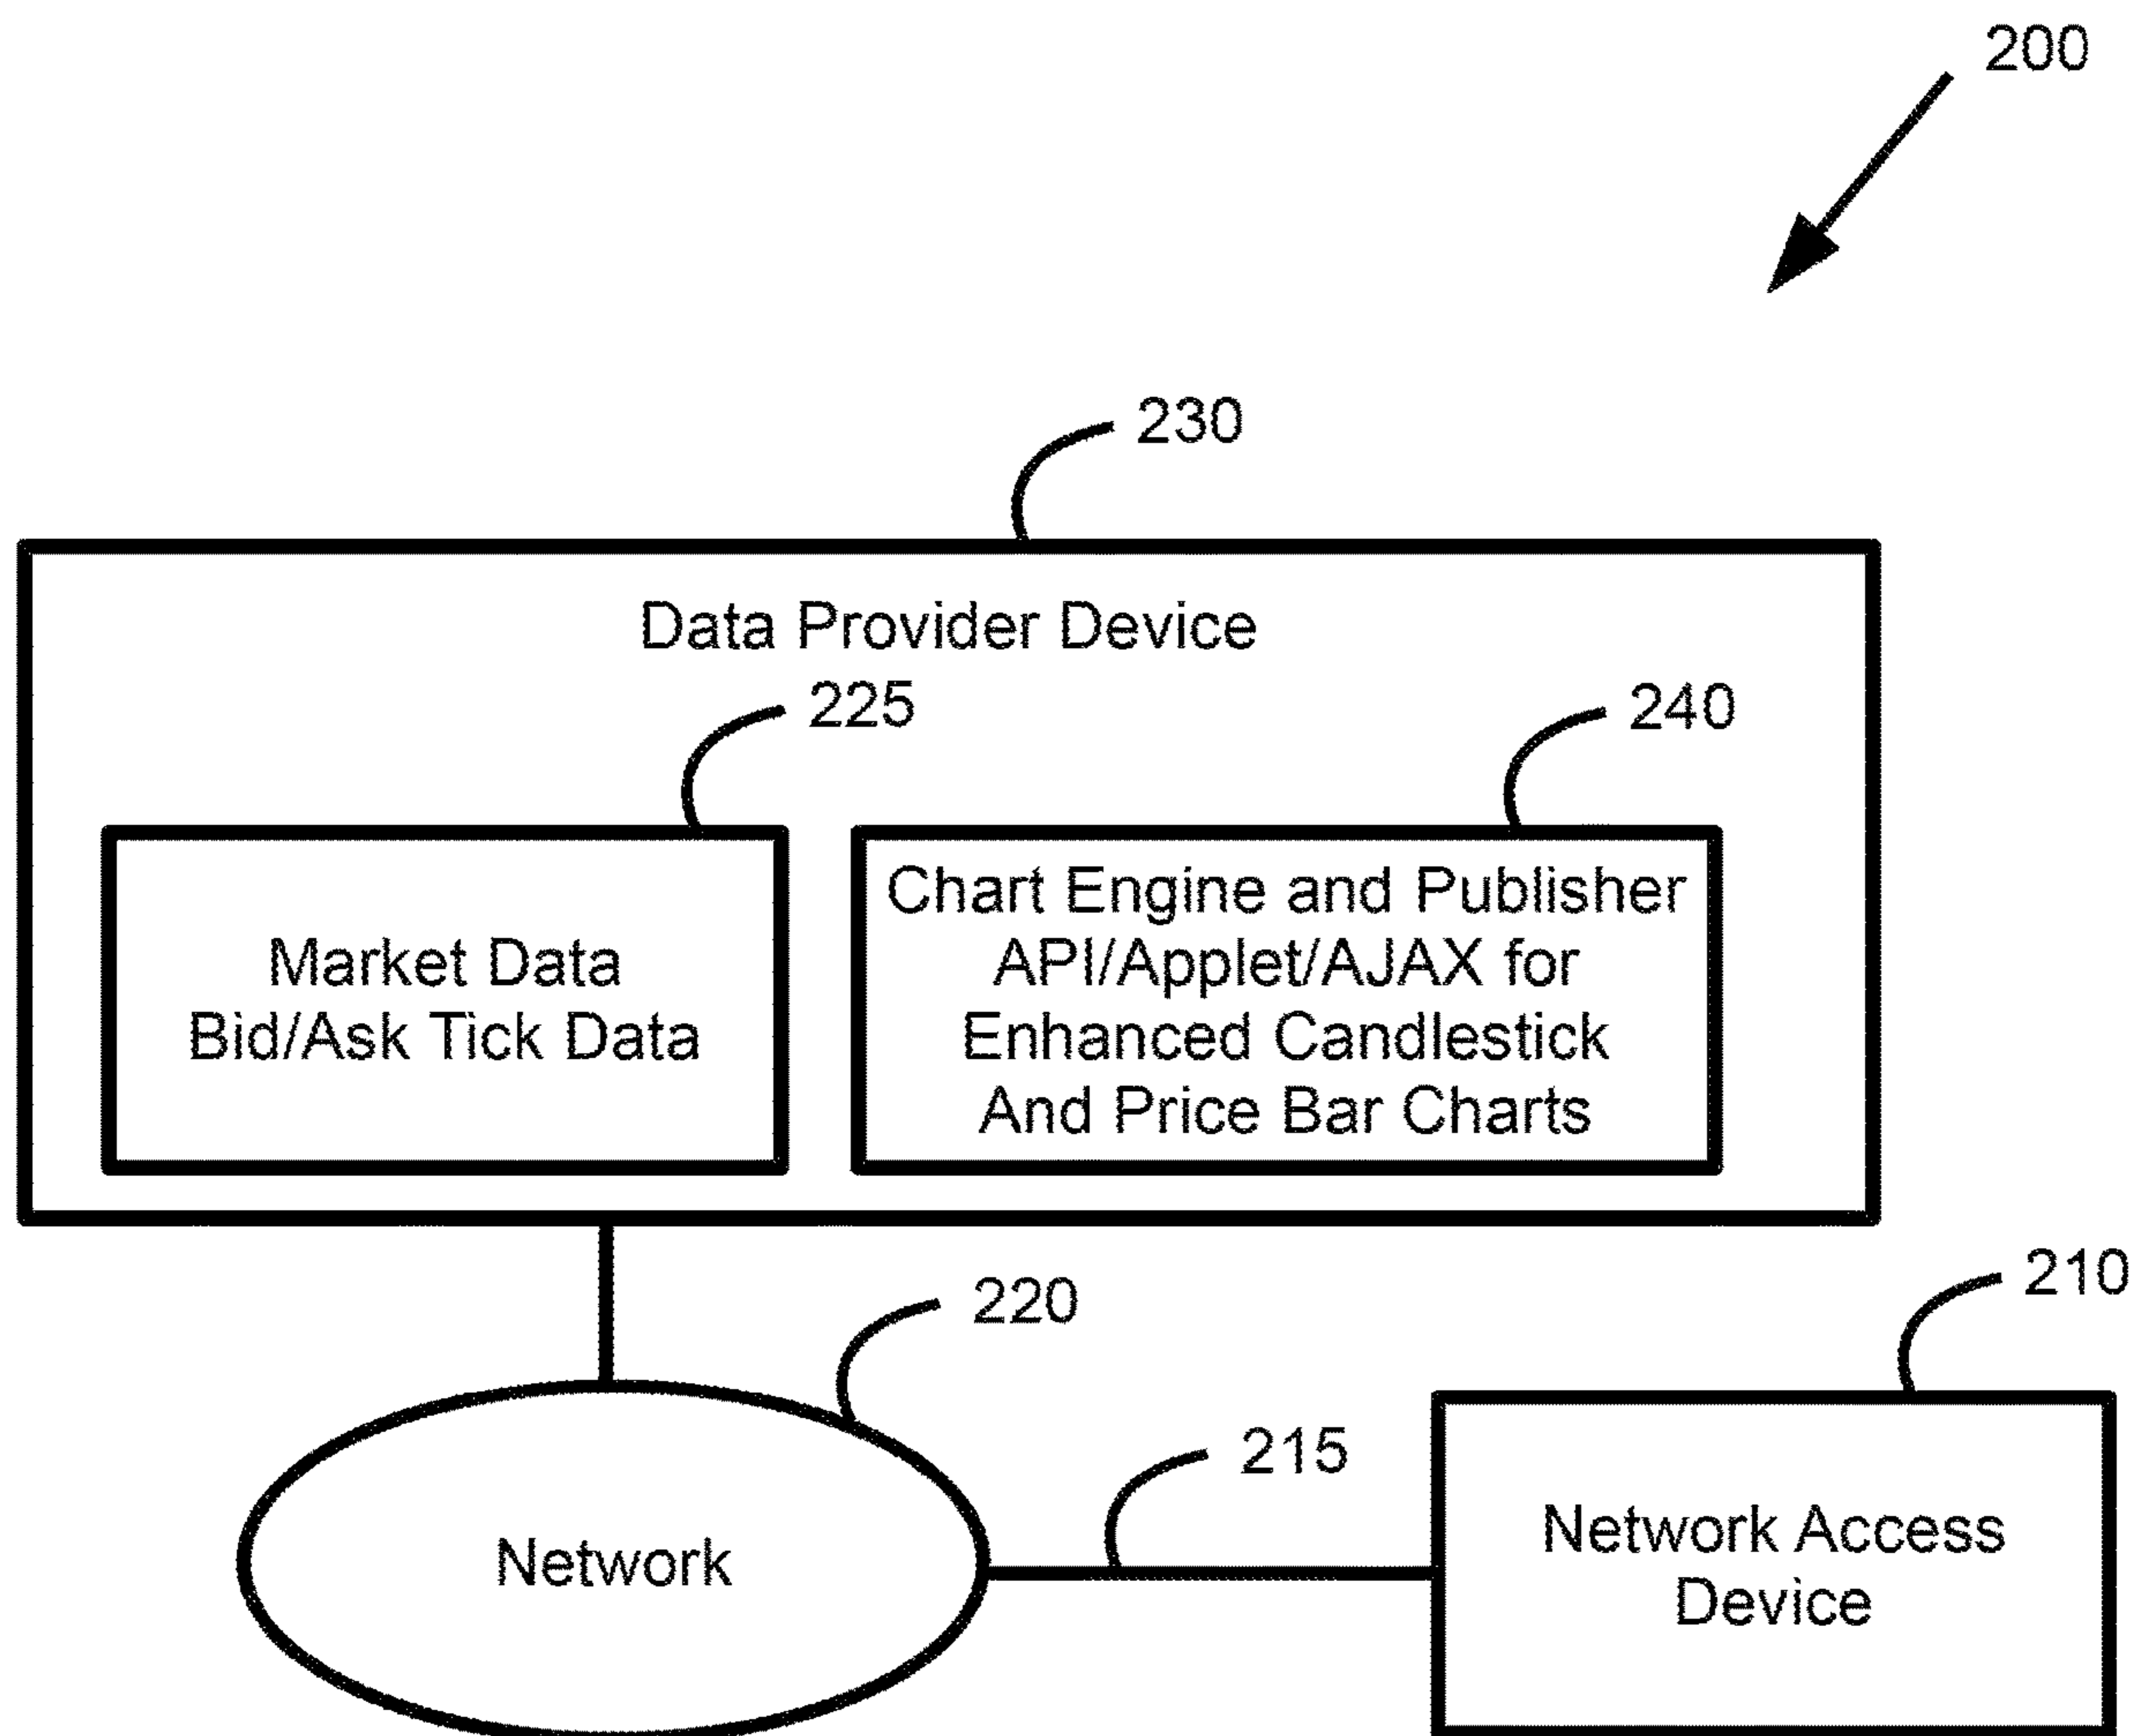 200
230
Data Provider Device
225
240
Market Data
Bid/Ask Tick Data
Chart Engine and Publisher
API/Applet/AJAX for
Enhanced Candlestick
And Price Bar Charts
220
210
215
Network
Network Access
Device